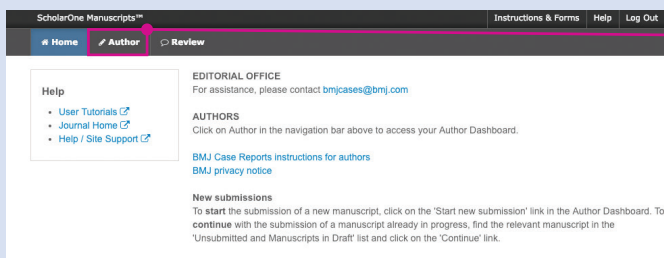 ScholarOne Manuscripts™
Instructions & Forms Help Log Out
Home Author Review
Help
User Tutorials
Journal Home
Help / Site Support
EDITORIAL OFFICE
For assistance, please contact bmjcases@bmj.com
AUTHORS
Click on Author in the navigation bar above to access your Author Dashboard.
BMJ Case Reports instructions for authors
BMJ privacy notice
New submissions
To start the submission of a new manuscript, click on the 'Start new submission' link in the Author Dashboard. To
continue with the submission of a manuscript already in progress, find the relevant manuscript in the
'Unsubmitted and Manuscripts in Draft' list and click on the 'Continue' link.